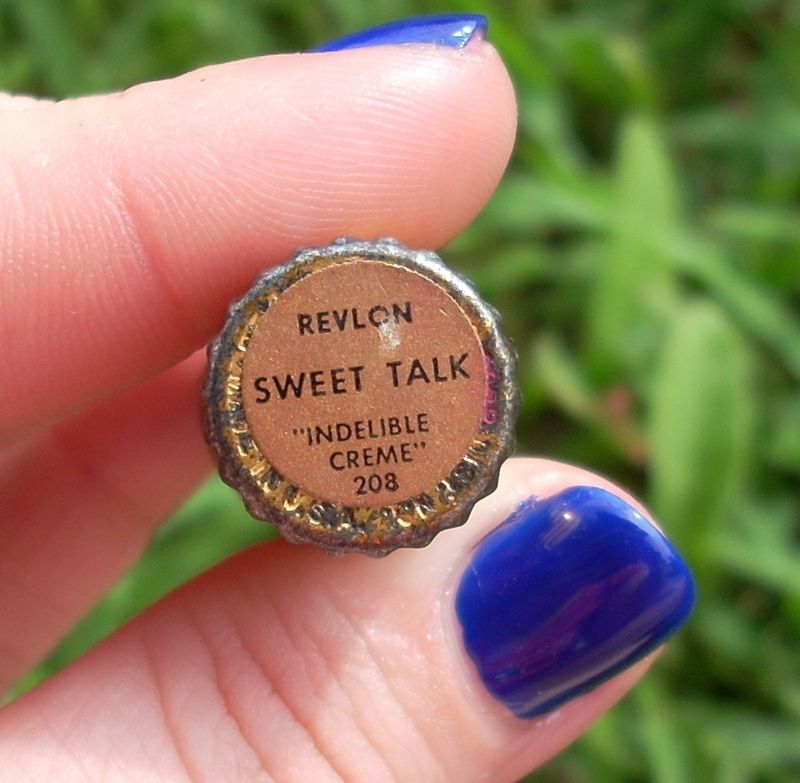 REVLON
SWEET TALK
"INDELIBLE
CREME"
208